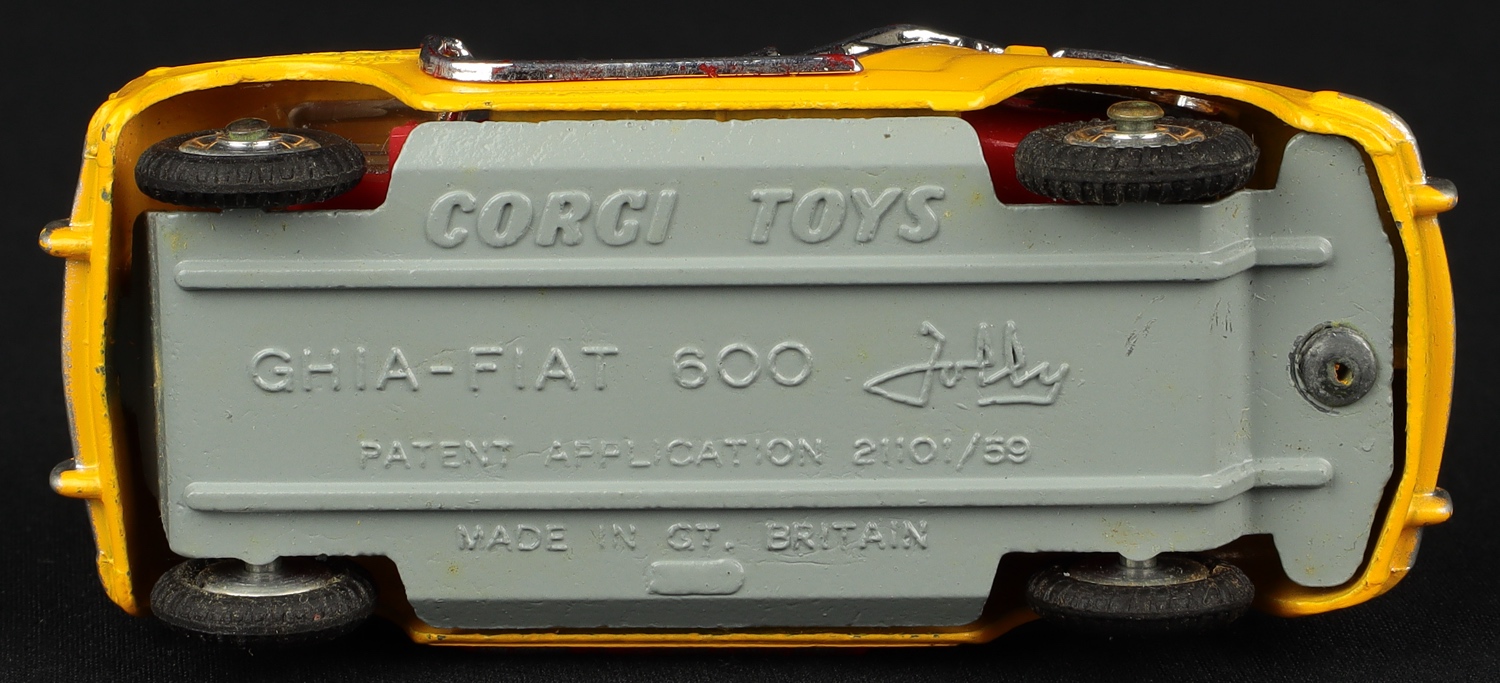 CORGI TOYS
GHIA-FIAT 600 Jolly
PATENT APPLICATION 21101/59
MADE IN GT. BRITAIN